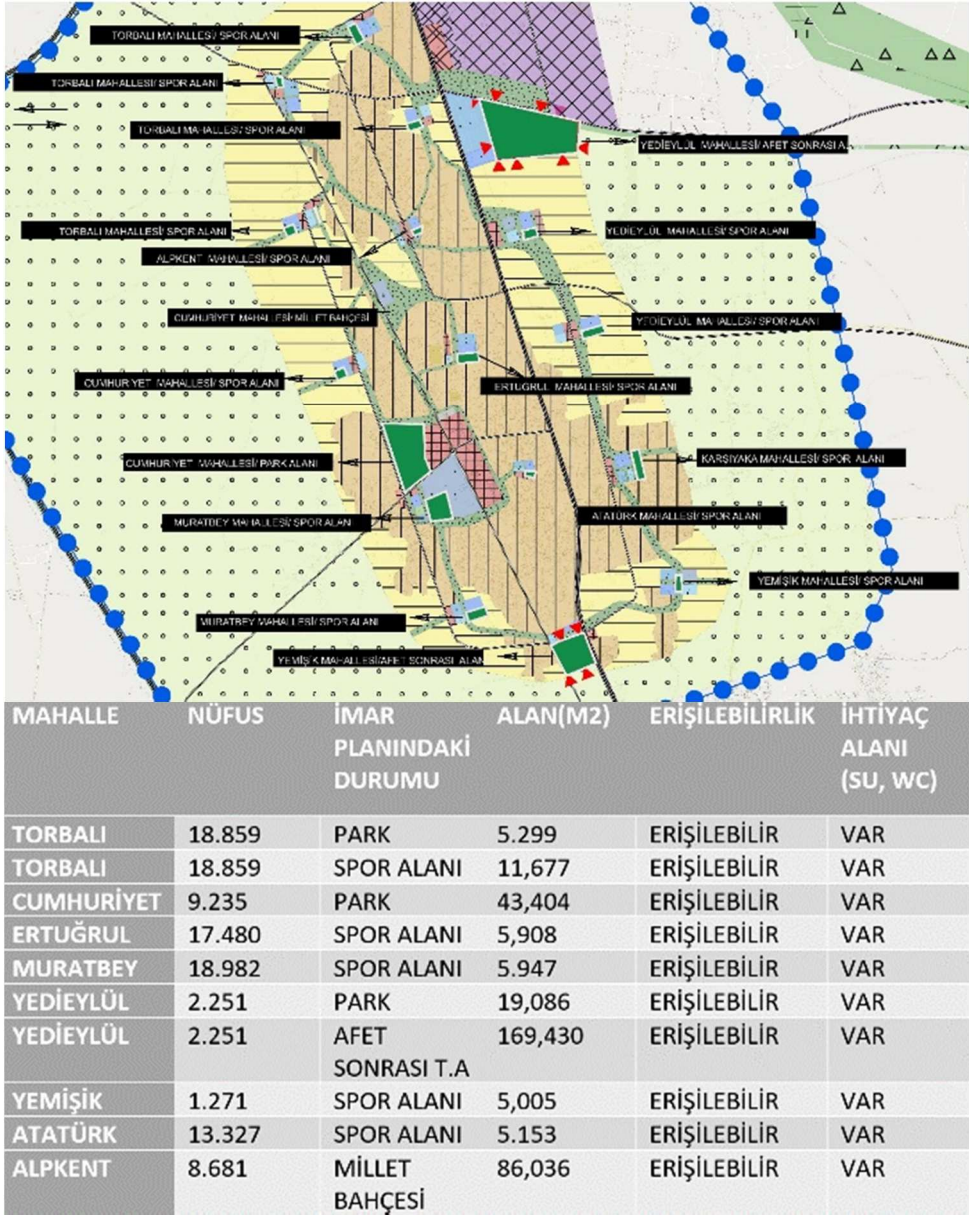 TORBALI MAHALLESİ/ SPOR ALANI
TORBALI MAHALLESİ/ SPOR ALANI
TORBALI MAHALLESİ/ SPOR ALANI
YEDİEYLÜL MAHALLESİ/AFET SONRASI A.
TORBALI MAHALLESİ/ SPOR ALANI
YEDİEYLÜL MAHALLESİ/SPOR ALANI
ALPKENT MAHALLESİ/ SPOR ALANI
CUMHURİYET MAHALLESİ/ MİLLET BAHÇESİ
YEDİEYLÜL MAHALLESİ/SPOR ALANI
CUMHURİYET MAHALLESİ/ SPOR ALANI
ERTUĞRUL MAHALLESİ/ SPOR ALANI
CUMHURİYET MAHALLESİ/ PARK ALANI
KARŞIYAKA MAHALLESİ/ SPOR ALANI
MURATBEY MAHALLESİ/ SPOR ALANI
ATATÜRK MAHALLESİ/SPOR ALANI
YEMİŞİK MAHALLESİ/ SPOR ALANI
MURATBEY MAHALLESİ/ SPOR ALANI
YEMİŞİK MAHALLESİ/AFET SONRASI ALAN
MAHALLE NÜFUS İMAR PLANINDAKİ DURUMU ALAN(M2) ERİŞİLEBİLİRLİK İHTİYAÇ ALANI (SU, WC)
TORBALI 18.859 PARK 5.299 ERİŞİLEBİLİR VAR
TORBALI 18.859 SPOR ALANI 11,677 ERİŞİLEBİLİR VAR
CUMHURİYET 9.235 PARK 43,404 ERİŞİLEBİLİR VAR
ERTUĞRUL 17.480 SPOR ALANI 5,908 ERİŞİLEBİLİR VAR
MURATBEY 18.982 SPOR ALANI 5.947 ERİŞİLEBİLİR VAR
YEDİEYLÜL 2.251 PARK 19,086 ERİŞİLEBİLİR VAR
YEDİEYLÜL 2.251 AFET SONRASI T.A 169,430 ERİŞİLEBİLİR VAR
YEMİŞİK 1.271 SPOR ALANI 5,005 ERİŞİLEBİLİR VAR
ATATÜRK 13.327 SPOR ALANI 5.153 ERİŞİLEBİLİR VAR
ALPKENT 8.681 MİLLET BAHÇESİ 86,036 ERİŞİLEBİLİR VAR